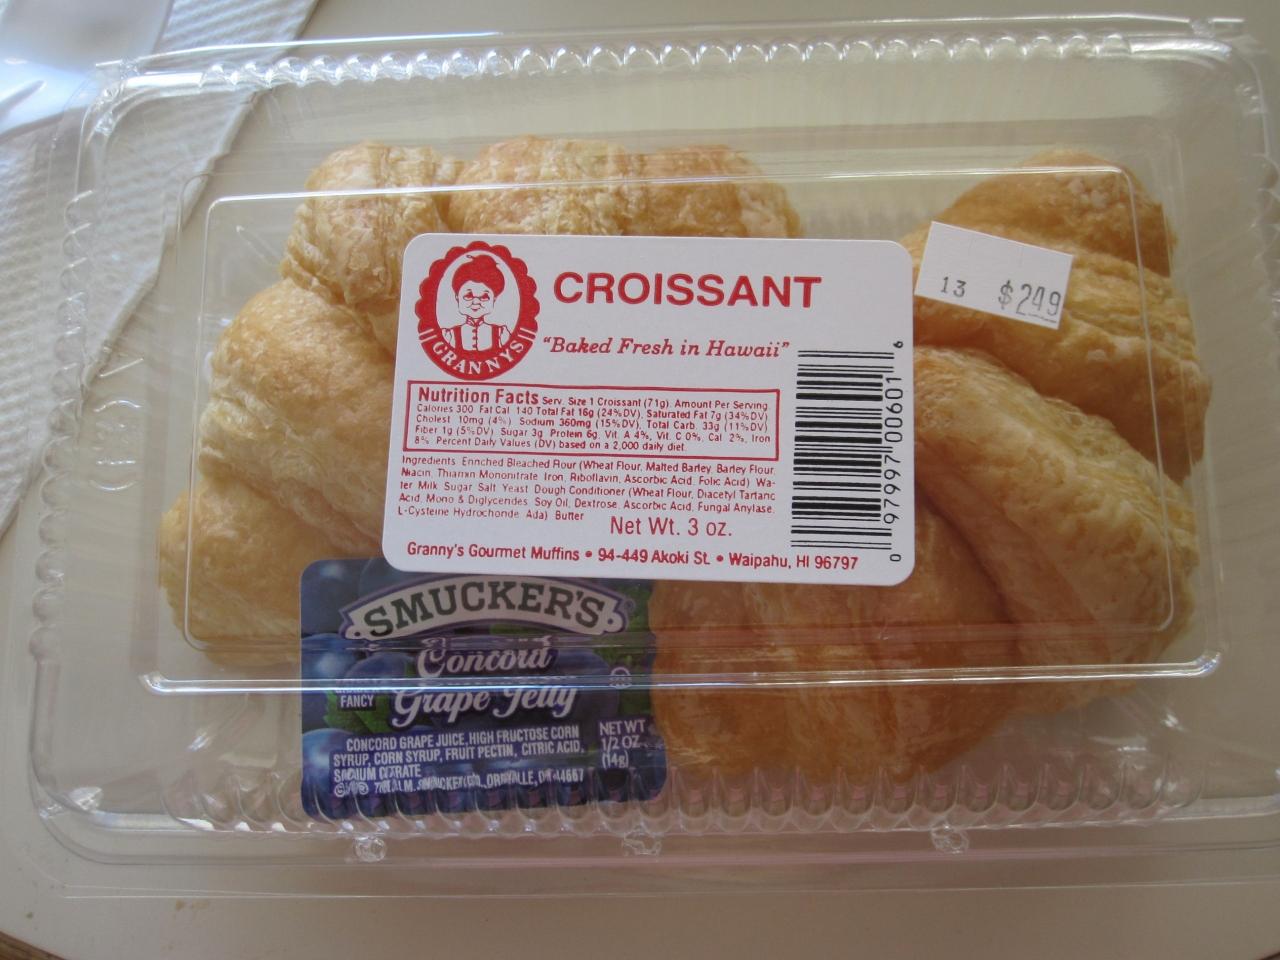 CROISSANT
GRANNYS
"Baked Fresh in Hawaii"
13 $249
Nutrition Facts Serv. Size 1 Croissant (71g). Amount Per Serving
Calories 300 Fat Cal 140 Total Fat 16g (24%DV), Saturated Fat 7g (34%DV)
Cholest 10mg (4%) Sodium 360mg (15%DV), Total Carb. 33g (11%DV)
Fiber 1g (5%DV), Sugar 3g Protein 6g, Vit. A 4%, Vit. C 0%, Cal 2%, Iron
8% Percent Daily Values (DV) based on a 2,000 daily diet.
Ingredients Enriched Bleached Flour (Wheat Flour, Malted Barley, Barley Flour,
Niacin, Thiamin Mononitrate Iron, Riboflavin, Ascorbic Acid, Folic Acid) Wa-
ter Milk Sugar Salt Yeast Dough Conditioner (Wheat Flour, Diacetyl Tartaric
Acid, Mono & Diglycerides Soy Oil, Dextrose, Ascorbic Acid, Fungal Amylase,
L-Cysteine Hydrochloride Ada) Butter
Net Wt. 3 oz.
Granny's Gourmet Muffins • 94-449 Akoki St. • Waipahu, HI 96797
0 97997 00601 6
SMUCKER'S
Concord
Grape Jelly
FANCY
CONCORD GRAPE JUICE, HIGH FRUCTOSE CORN
SYRUP, CORN SYRUP, FRUIT PECTIN, CITRIC ACID,
SODIUM CITRATE
NET WT
1/2 OZ
(14g)
J.M. SMUCKER CO., ORRVILLE, OH 44667